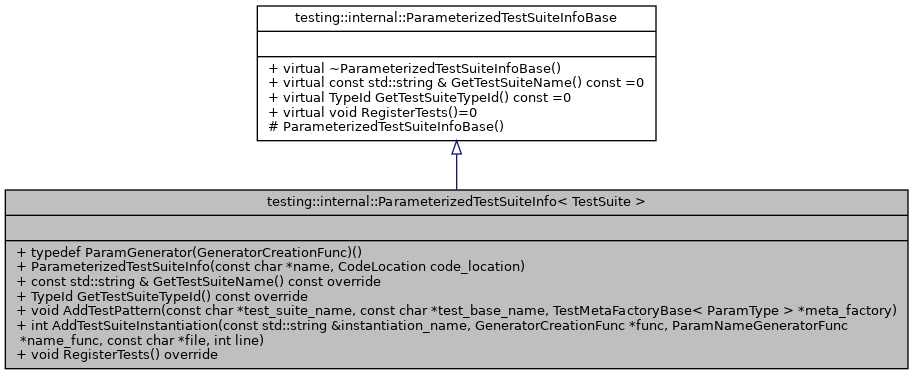 testing::internal::ParameterizedTestSuiteInfoBase
+ virtual ~ParameterizedTestSuiteInfoBase()
+ virtual const std::string & GetTestSuiteName() const =0
+ virtual TypeId GetTestSuiteTypeId() const =0
+ virtual void RegisterTests()=0
# ParameterizedTestSuiteInfoBase()
testing::internal::ParameterizedTestSuiteInfo< TestSuite >
+ typedef ParamGenerator(GeneratorCreationFunc)()
+ ParameterizedTestSuiteInfo(const char *name, CodeLocation code_location)
+ const std::string & GetTestSuiteName() const override
+ TypeId GetTestSuiteTypeId() const override
+ void AddTestPattern(const char *test_suite_name, const char *test_base_name, TestMetaFactoryBase< ParamType > *meta_factory)
+ int AddTestSuiteInstantiation(const std::string &instantiation_name, GeneratorCreationFunc *func, ParamNameGeneratorFunc
*name_func, const char *file, int line)
+ void RegisterTests() override